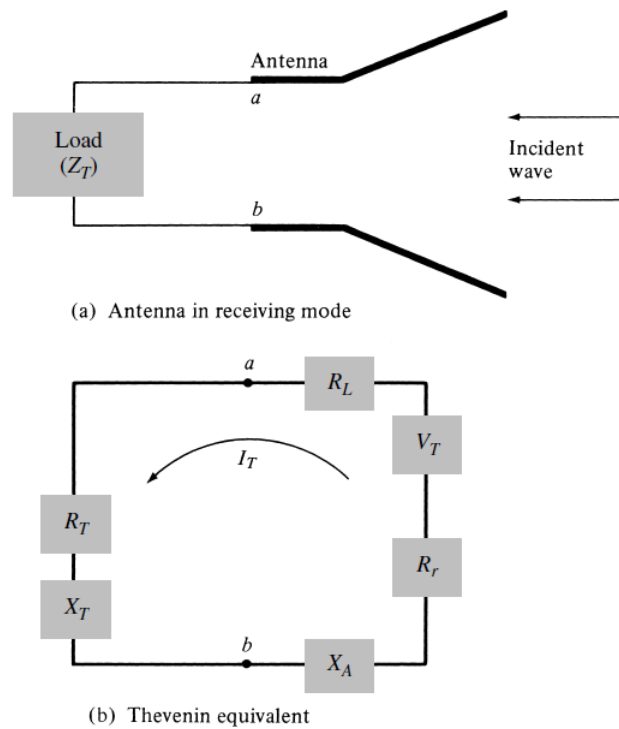 Antenna
a
Load
(Z_T)
Incident
wave
b
(a) Antenna in receiving mode
a
R_L
V_T
I_T
R_T
R_r
X_T
b
X_A
(b) Thevenin equivalent